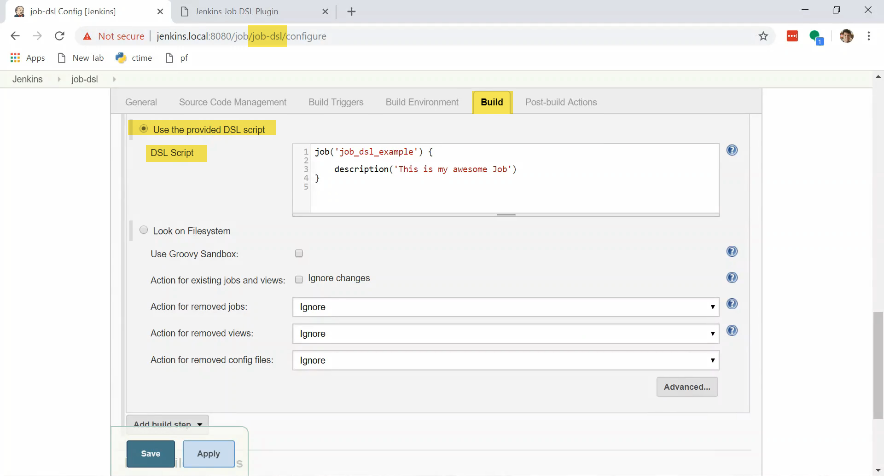 job-dsl Config [Jenkins]
Jenkins Job DSL Plugin
Not secure jenkins.local:8080/job/job-dsl/configure
Apps New lab ctime pf
Jenkins job-dsl
General Source Code Management Build Triggers Build Environment Build Post-build Actions
Use the provided DSL script
DSL Script
1 job('job_dsl_example') {
2
3 description('This is my awesome Job')
4 }
5
Look on Filesystem
Use Groovy Sandbox:
Action for existing jobs and views: Ignore changes
Action for removed jobs: Ignore
Action for removed views: Ignore
Action for removed config files: Ignore
Advanced...
Add build step
Save Apply